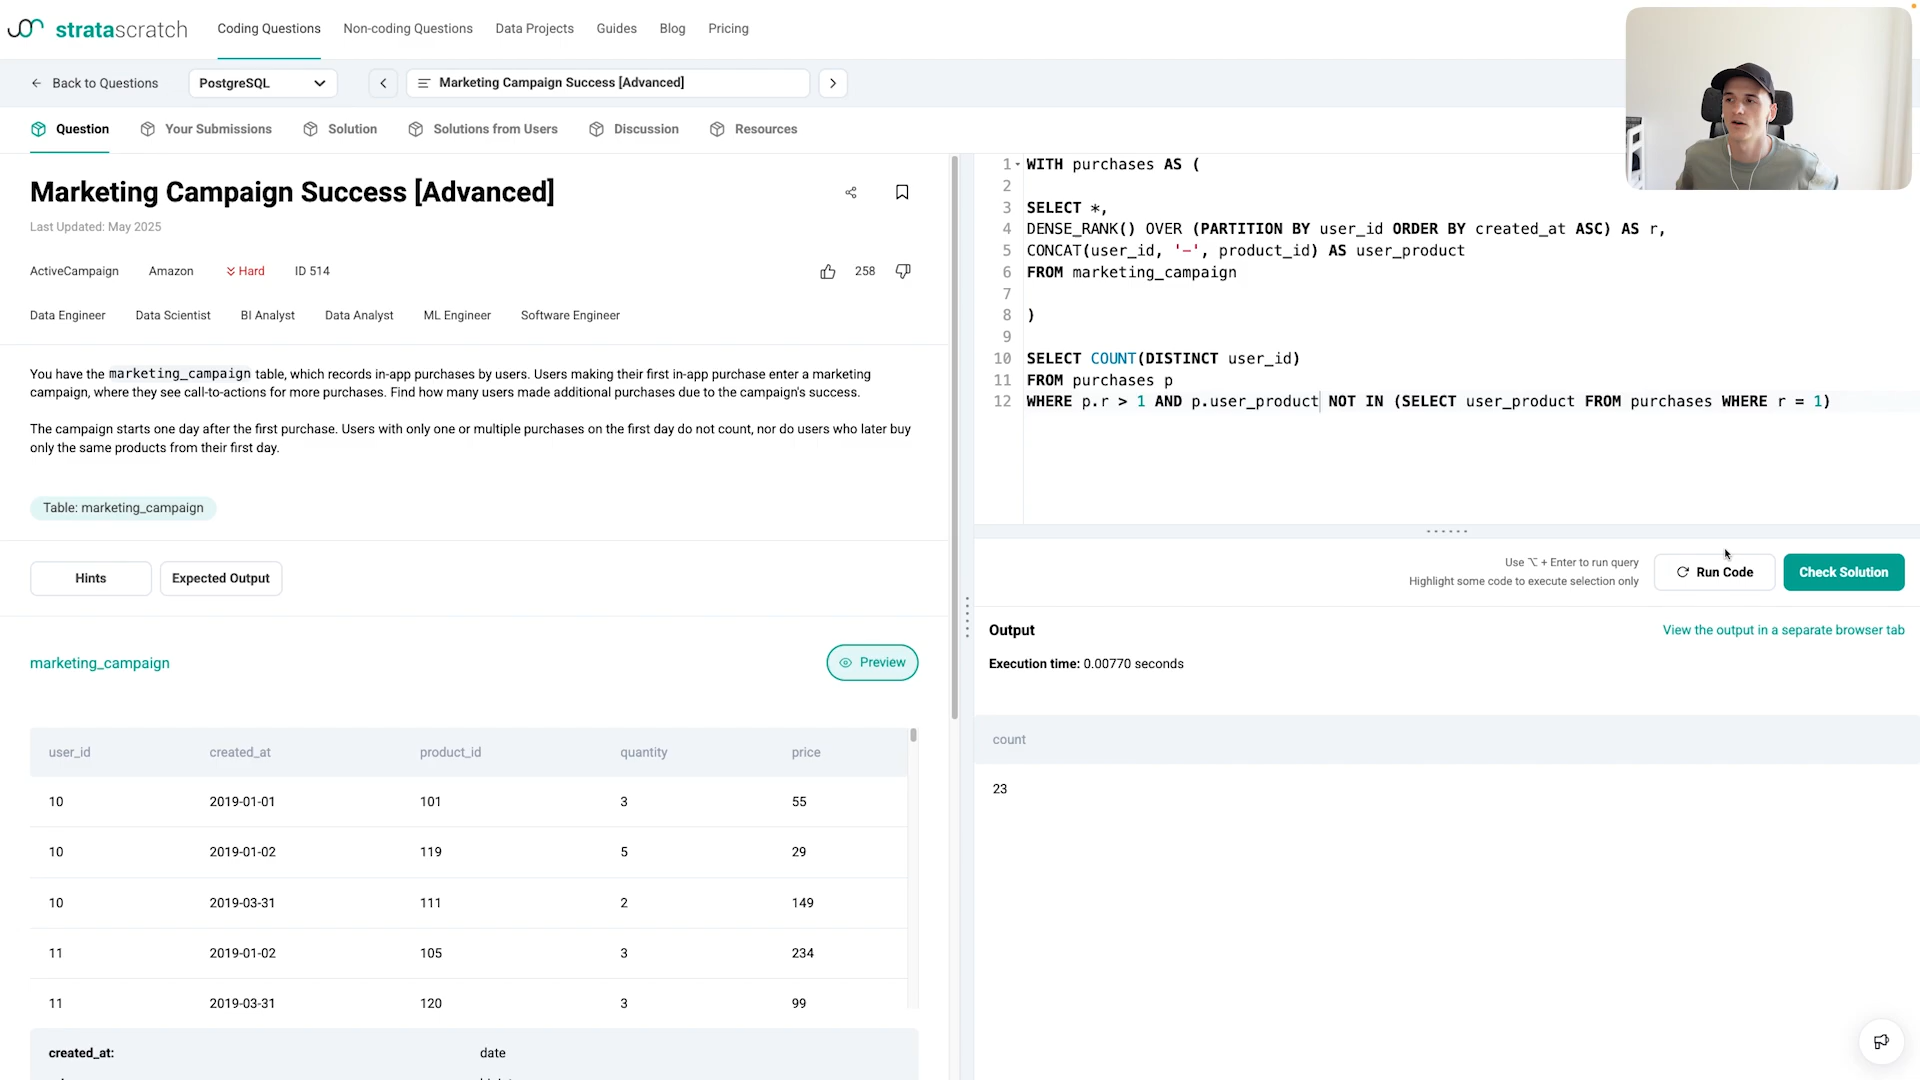 stratascratch
Coding Questions
Non-coding Questions
Data Projects
Guides
Blog
Pricing
Back to Questions
PostgreSQL
Marketing Campaign Success [Advanced]
Question
Your Submissions
Solution
Solutions from Users
Discussion
Resources
Marketing Campaign Success [Advanced]
Last Updated: May 2025
ActiveCampaign
Amazon
Hard
ID 514
258
Data Engineer
Data Scientist
BI Analyst
Data Analyst
ML Engineer
Software Engineer
You have the marketing_campaign table, which records in-app purchases by users. Users making their first in-app purchase enter a marketing
campaign, where they see call-to-actions for more purchases. Find how many users made additional purchases due to the campaign's success.
The campaign starts one day after the first purchase. Users with only one or multiple purchases on the first day do not count, nor do users who later buy
only the same products from their first day.
Table: marketing_campaign
Hints
Expected Output
marketing_campaign
Preview
user_id created_at product_id quantity price
10 2019-01-01 101 3 55
10 2019-01-02 119 5 29
10 2019-03-31 111 2 149
11 2019-01-02 105 3 234
11 2019-03-31 120 3 99
created_at: date
1 WITH purchases AS (
2
3 SELECT *,
4 DENSE_RANK() OVER (PARTITION BY user_id ORDER BY created_at ASC) AS r,
5 CONCAT(user_id, '-', product_id) AS user_product
6 FROM marketing_campaign
7
8 )
9
10 SELECT COUNT(DISTINCT user_id)
11 FROM purchases p
12 WHERE p.r > 1 AND p.user_product NOT IN (SELECT user_product FROM purchases WHERE r = 1)
Use ⌥ + Enter to run query
Highlight some code to execute selection only
Run Code
Check Solution
Output
View the output in a separate browser tab
Execution time: 0.00770 seconds
count
23